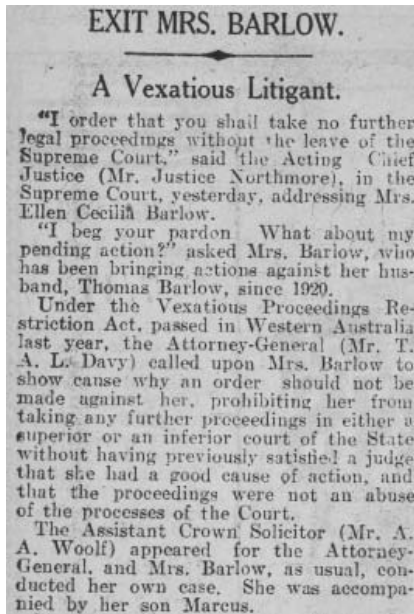 EXIT MRS. BARLOW.
A Vexatious Litigant.
"I order that you shall take no further
legal proceedings without the leave of the
Supreme Court," said the Acting Chief
Justice (Mr. Justice Northmore), in the
Supreme Court, yesterday, addressing Mrs.
Ellen Cecilia Barlow.
"I beg your pardon What about my
pending action?" asked Mrs. Barlow, who
has been bringing actions against her hus-
band, Thomas Barlow, since 1920.
Under the Vexatious Proceedings Re-
striction Act, passed in Western Australia
last year, the Attorney-General (Mr. T.
A. L. Davy) called upon Mrs. Barlow to
show cause why an order should not be
made against her, prohibiting her from
taking any further proceedings in either a
superior or an inferior court of the State
without having previously satisfied a judge
that she had a good cause of action, and
that the proceedings were not an abuse
of the processes of the Court.
The Assistant Crown Solicitor (Mr. A.
A. Woolf) appeared for the Attorney-
General, and Mrs. Barlow, as usual, con-
ducted her own case. She was accompa-
nied by her son Marcus.